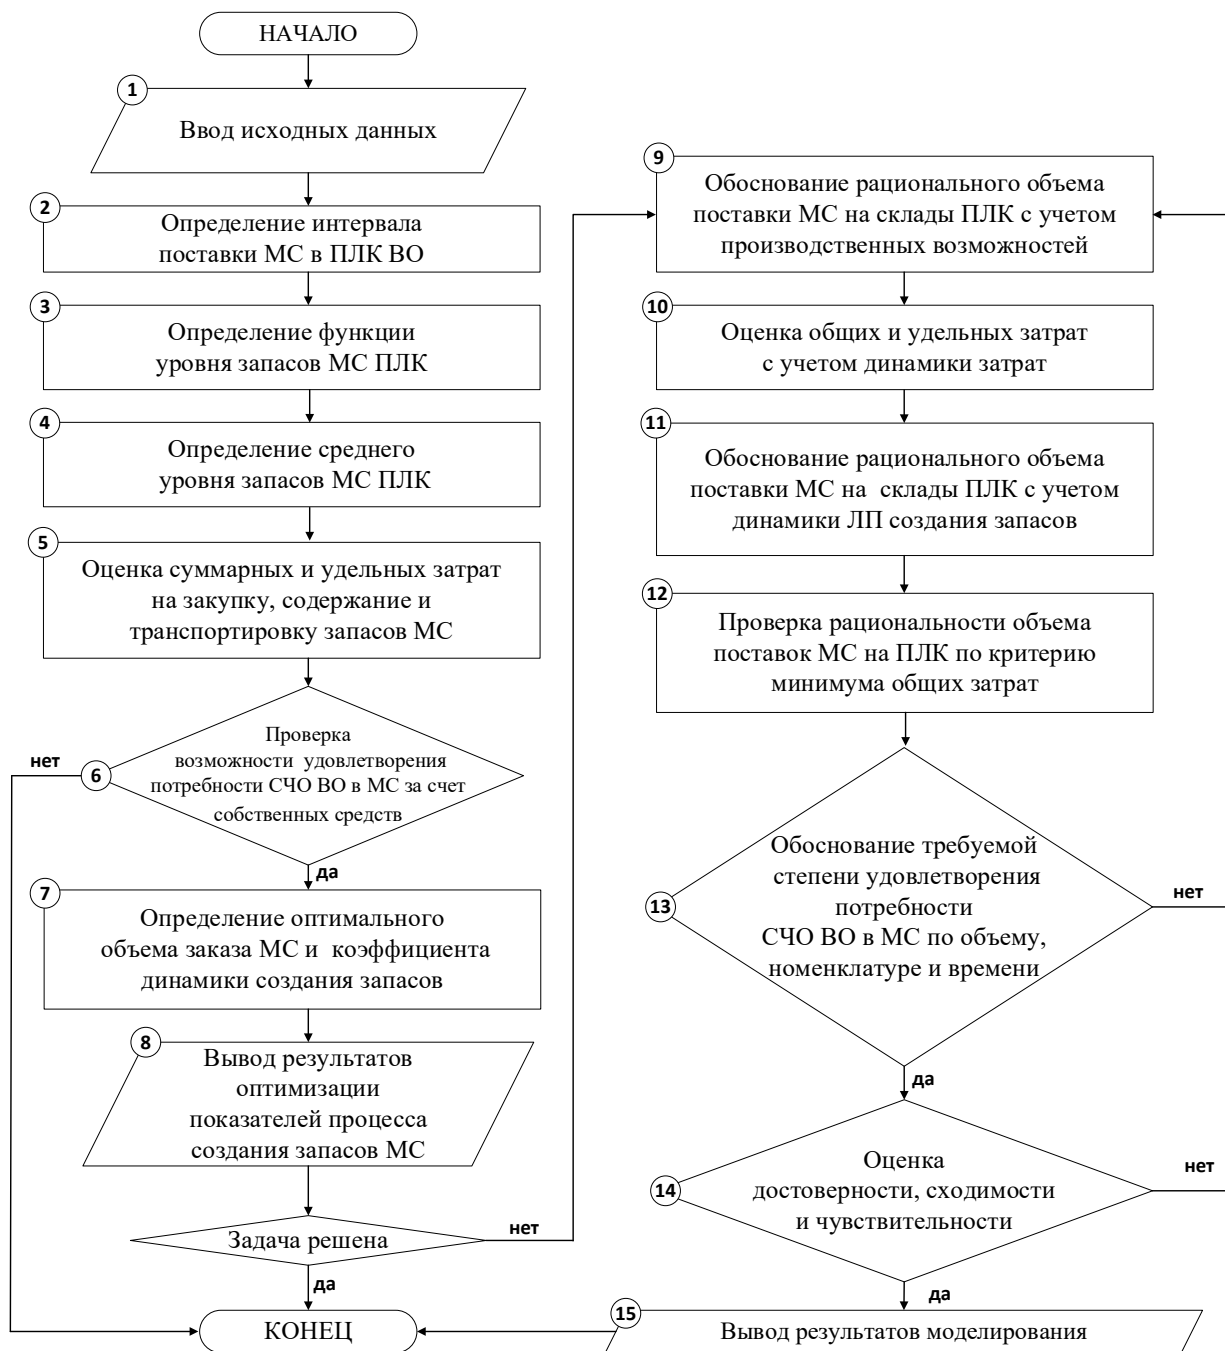 НАЧАЛО
1
Ввод исходных данных
2
Определение интервала
поставки МС в ПЛК ВО
3
Определение функции
уровня запасов МС ПЛК
4
Определение среднего
уровня запасов МС ПЛК
5
Оценка суммарных и удельных затрат
на закупку, содержание и
транспортировку запасов МС
Проверка
возможности удовлетворения
потребности СЧО ВО в МС за счет
собственных средств
нет
6
да
7
Определение оптимального
объема заказа МС и коэффициента
динамики создания запасов
8
Вывод результатов
оптимизации
показателей процесса
создания запасов МС
Задача решена
нет
да
КОНЕЦ
9
Обоснование рационального объема
поставки МС на склады ПЛК с учетом
производственных возможностей
10
Оценка общих и удельных затрат
с учетом динамики затрат
11
Обоснование рационального объема
поставки МС на склады ПЛК с учетом
динамики ЛП создания запасов
12
Проверка рациональности объема
поставок МС на ПЛК по критерию
минимума общих затрат
13
Обоснование требуемой
степени удовлетворения
потребности
СЧО ВО в МС по объему,
номенклатуре и времени
нет
да
14
Оценка
достоверности, сходимости
и чувствительности
нет
да
15
Вывод результатов моделирования